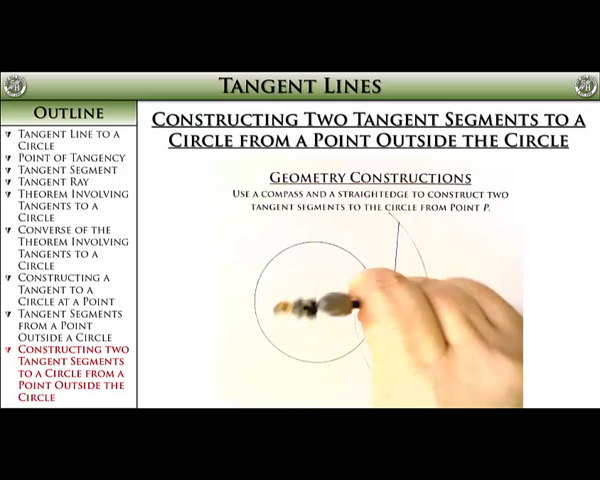 TANGENT LINES
OUTLINE
TANGENT LINE TO A
CIRCLE
POINT OF TANGENCY
TANGENT SEGMENT
TANGENT RAY
THEOREM INVOLVING
TANGENTS TO A
CIRCLE
CONVERSE OF THE
THEOREM INVOLVING
TANGENTS TO A
CIRCLE
CONSTRUCTING A
TANGENT TO A
CIRCLE AT A POINT
TANGENT SEGMENTS
FROM A POINT
OUTSIDE A CIRCLE
CONSTRUCTING TWO
TANGENT SEGMENTS
TO A CIRCLE FROM A
POINT OUTSIDE THE
CIRCLE
CONSTRUCTING TWO TANGENT SEGMENTS TO A
CIRCLE FROM A POINT OUTSIDE THE CIRCLE
GEOMETRY CONSTRUCTIONS
USE A COMPASS AND A STRAIGHTEDGE TO CONSTRUCT TWO
TANGENT SEGMENTS TO THE CIRCLE FROM POINT P.